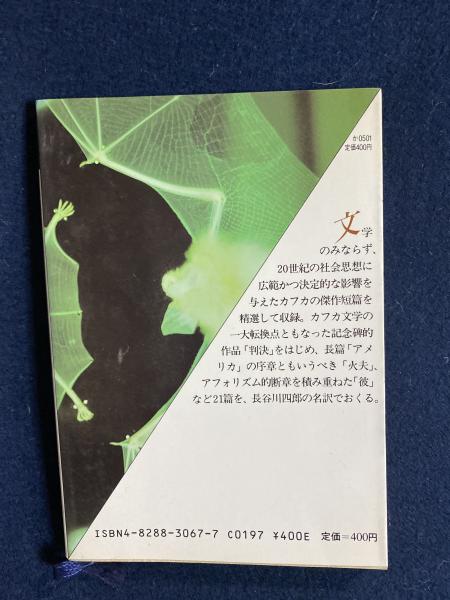 か0501
定価400円
文学
のみならず、
20世紀の社会思想に
広範かつ決定的な影響を
与えたカフカの傑作短篇を
精選して収録。カフカ文学の
一大転換点ともなった記念碑的
作品「判決」をはじめ、長篇「アメ
リカ」の序章ともいうべき「火夫」、
アフォリズム的断章を積み重ねた「彼」
など21篇を、長谷川四郎の名訳でおくる。
ISBN4-8288-3067-7 C0197 ¥400E 定価=400円